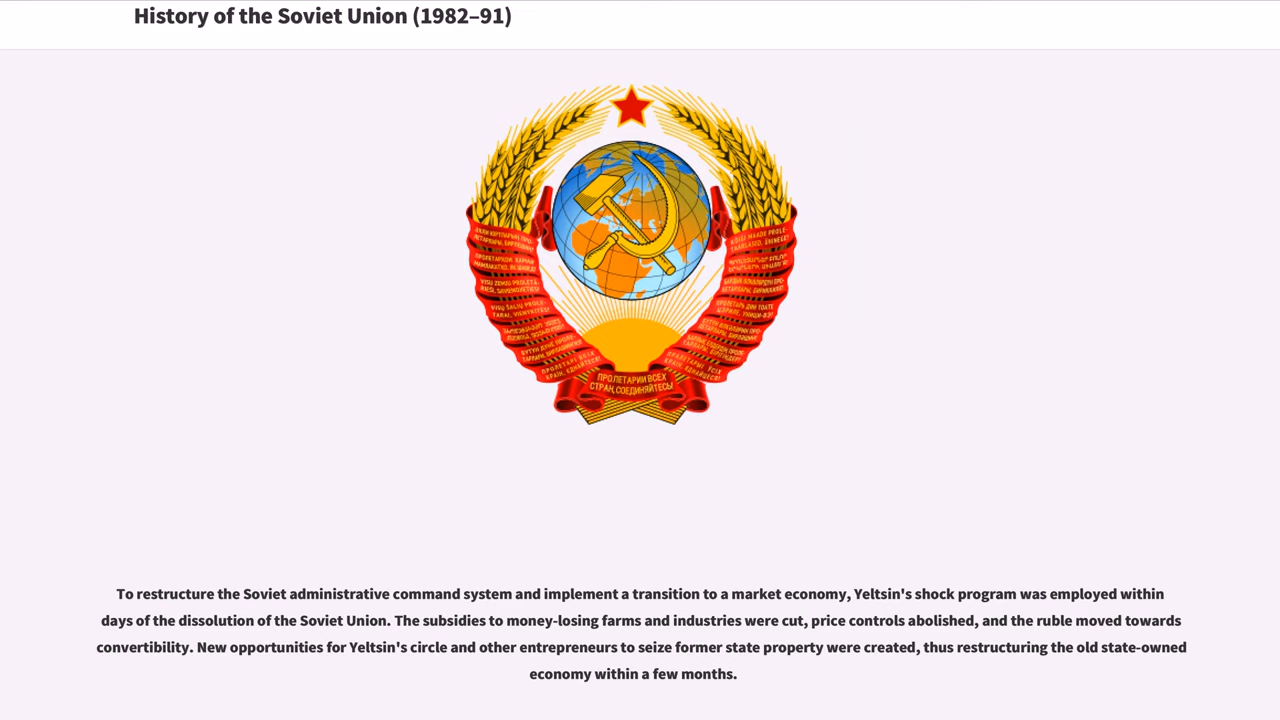 History of the Soviet Union (1982–91)
ПРОЛЕТАРИИ ВСЕХ
СТРАН, СОЕДИНЯЙТЕСЬ!
To restructure the Soviet administrative command system and implement a transition to a market economy, Yeltsin's shock program was employed within
days of the dissolution of the Soviet Union. The subsidies to money-losing farms and industries were cut, price controls abolished, and the ruble moved towards
convertibility. New opportunities for Yeltsin's circle and other entrepreneurs to seize former state property were created, thus restructuring the old state-owned
economy within a few months.